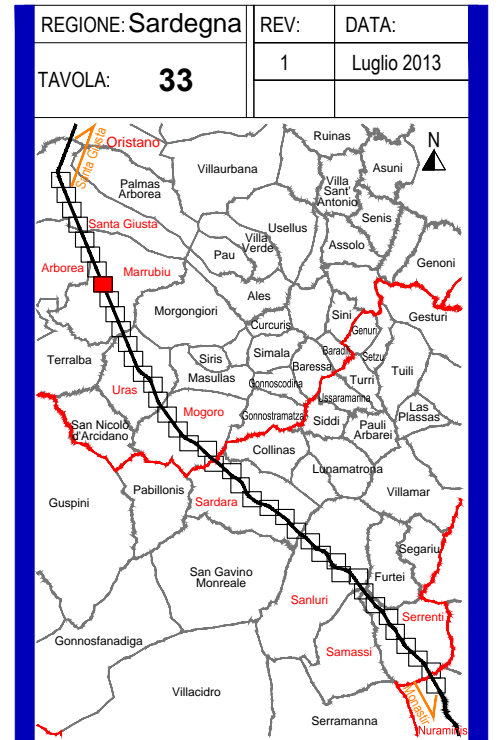 REGIONE: Sardegna
REV:
DATA:
TAVOLA: 33
1
Luglio 2013
N
Santa Giusta
Oristano
Ruinas
Villaurbana
Asuni
Palmas
Arborea
Villa
Sant'
Antonio
Senis
Santa Giusta
Usellus
Villa
Verde
Assolo
Pau
Genoni
Arborea
Marrubiu
Ales
Morgongiori
Sini
Gesturi
Curcuris
Genuri
Terralba
Siris
Simala
Baradili
Setzu
Masullas
Baressa
Tuili
Uras
Gonnoscodina
Turri
Ussaramanna
Mogoro
Gonnostramatza
Las
Plassas
San Nicolò
d'Arcidano
Siddi
Pauli
Arbarei
Collinas
Lunamatrona
Pabillonis
Villamar
Guspini
Sardara
Segariu
San Gavino
Monreale
Furtei
Sanluri
Serrenti
Gonnosfanadiga
Samassi
Villacidro
Monastir
Serramanna
Nuraminis